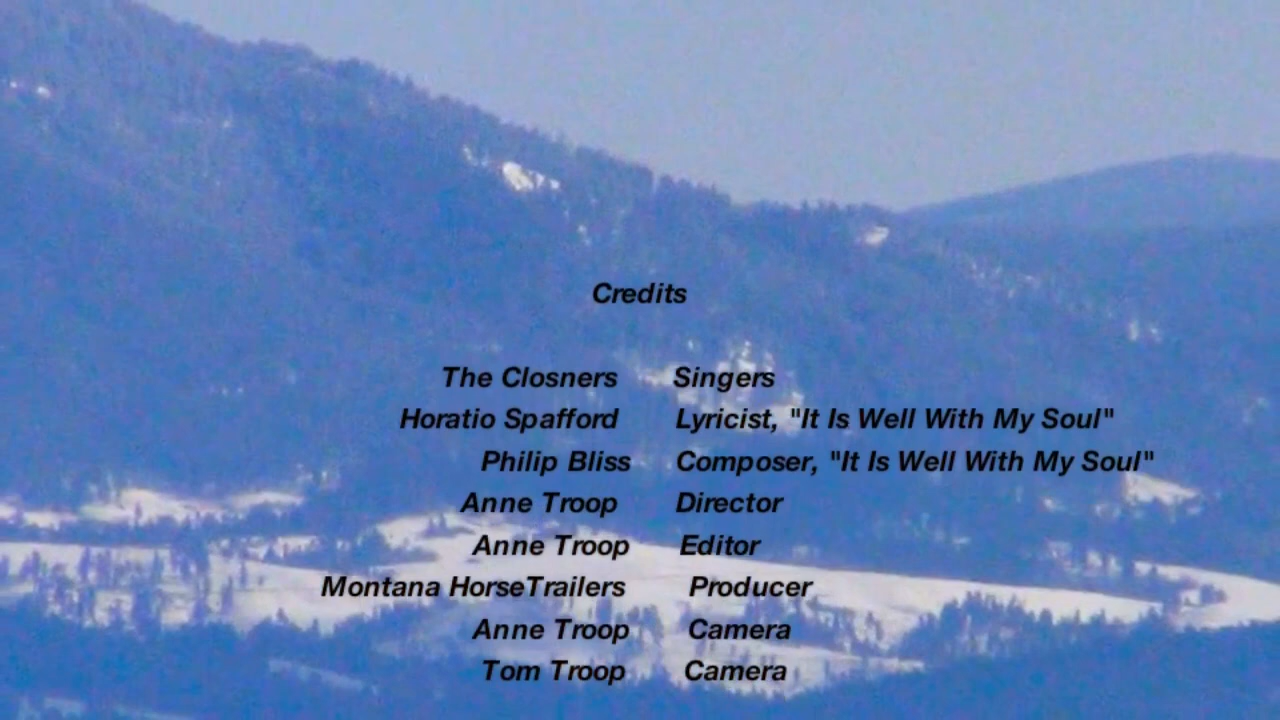 Credits
The Closners Singers
Horatio Spafford Lyricist, "It Is Well With My Soul"
Philip Bliss Composer, "It Is Well With My Soul"
Anne Troop Director
Anne Troop Editor
Montana HorseTrailers Producer
Anne Troop Camera
Tom Troop Camera